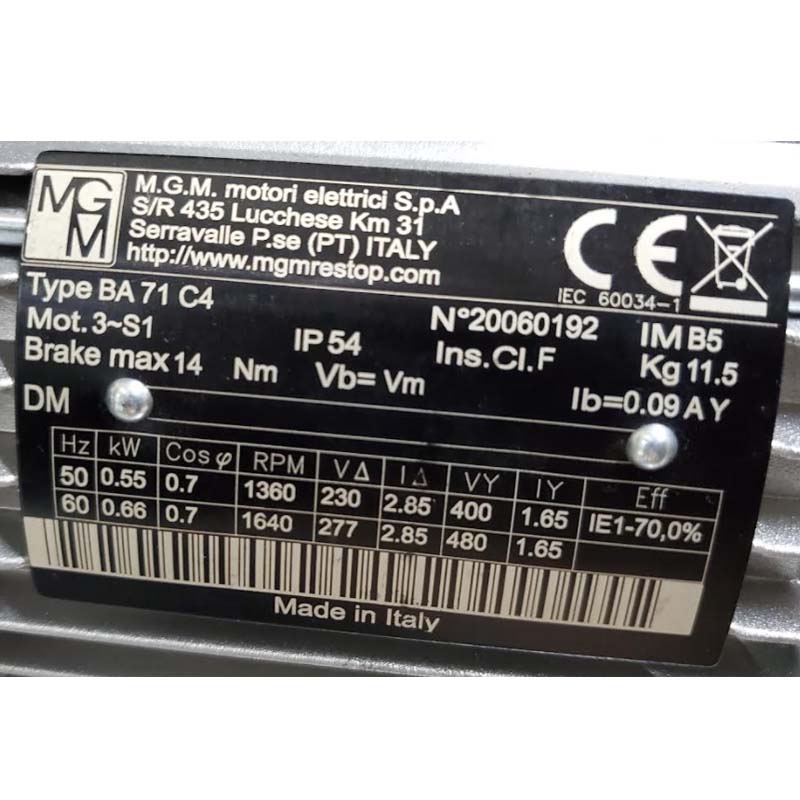 MGM
M.G.M. motori elettrici S.p.A
S/R 435 Lucchese Km 31
Serravalle P.se (PT) ITALY
http://www.mgmrestop.com
CE
IEC 60034-1
Type BA 71 C4
N°20060192 IM B5
Mot. 3~S1 IP 54 Ins.Cl.F Kg 11.5
Brake max 14 Nm Vb= Vm Ib=0.09 A Y
DM
Hz kW Cos φ RPM V Δ I Δ VY IY Eff
50 0.55 0.7 1360 230 2.85 400 1.65 IE1-70,0%
60 0.66 0.7 1640 277 2.85 480 1.65
Made in Italy